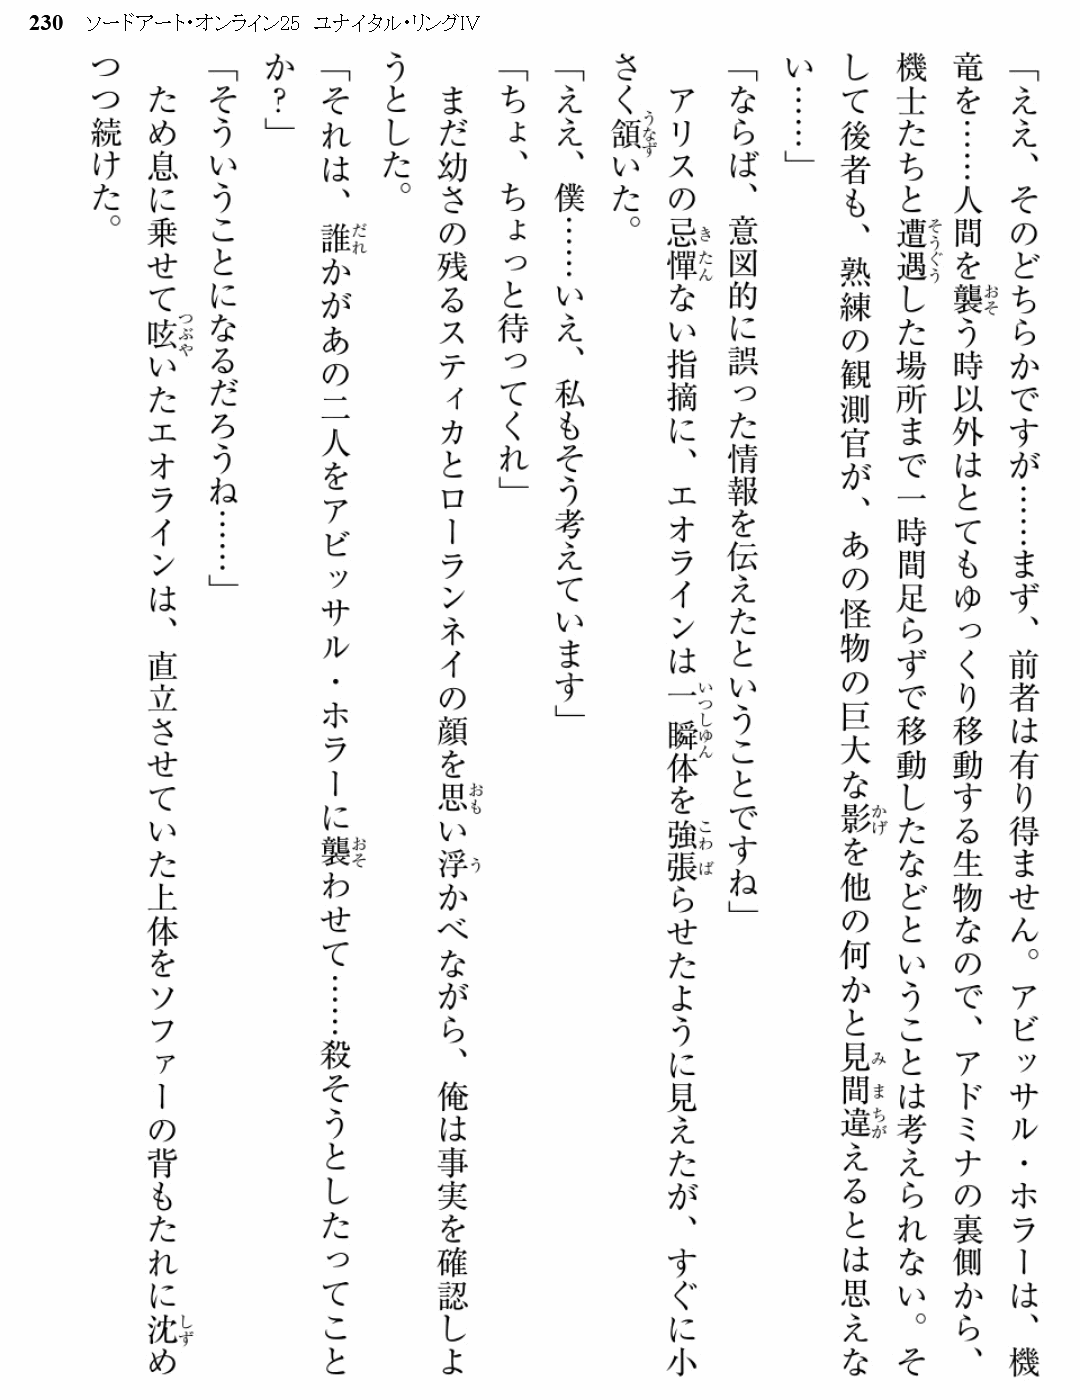 230 ソードアート・オンライン25 ユナイタル・リングⅣ
「ええ、そのどちらかですが……まず、前者は有り得ません。アビッサル・ホラーは、機
竜を……人間を襲う時以外はとてもゆっくり移動する生物なので、アドミナの裏側から、
機士たちと遭遇した場所まで一時間足らずで移動したなどということは考えられない。そ
して後者も、熟練の観測官が、あの怪物の巨大な影を他の何かと見間違えるとは思えな
い……」
「ならば、意図的に誤った情報を伝えたということですね」
アリスの忌憚ない指摘に、エオラインは一瞬体を強張らせたように見えたが、すぐに小
さく頷いた。
「ええ、僕……いえ、私もそう考えています」
「ちょ、ちょっと待ってくれ」
まだ幼さの残るスティカとローランネイの顔を思い浮かべながら、俺は事実を確認しよ
うとした。
「それは、誰かがあの二人をアビッサル・ホラーに襲わせて……殺そうとしたってこと
か？」
「そういうことになるだろうね……」
ため息に乗せて呟いたエオラインは、直立させていた上体をソファーの背もたれに沈め
つつ続けた。